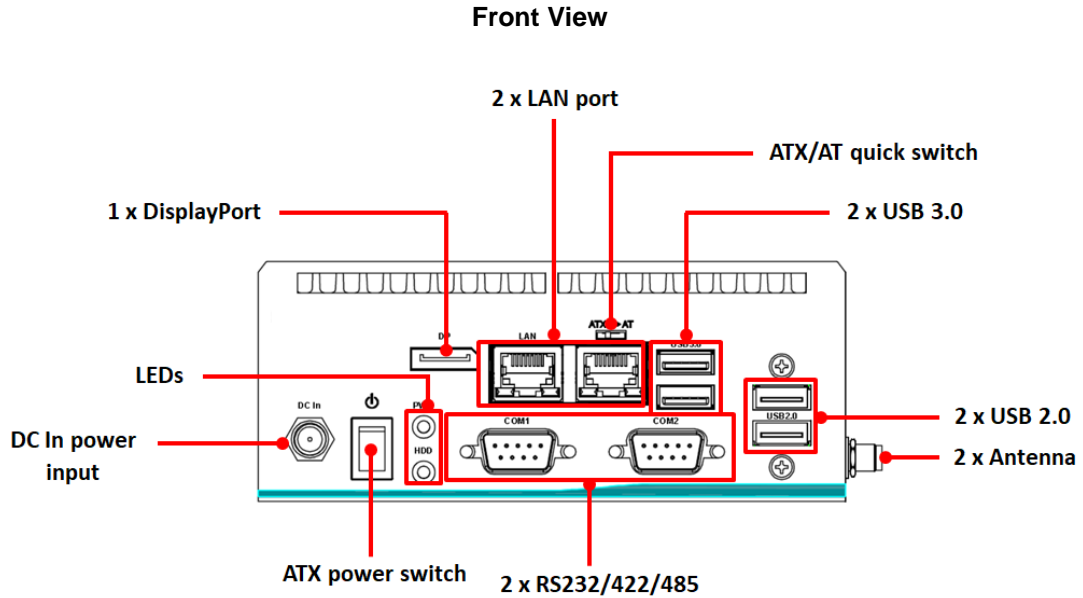 Front View
2 x LAN port
ATX/AT quick switch
1 x DisplayPort
2 x USB 3.0
ATX
AT
DP
LAN
USB3.0
LEDs
DC In
DC In power
input
HDD
COM1
COM2
USB2.0
2 x USB 2.0
2 x Antenna
ATX power switch
2 x RS232/422/485